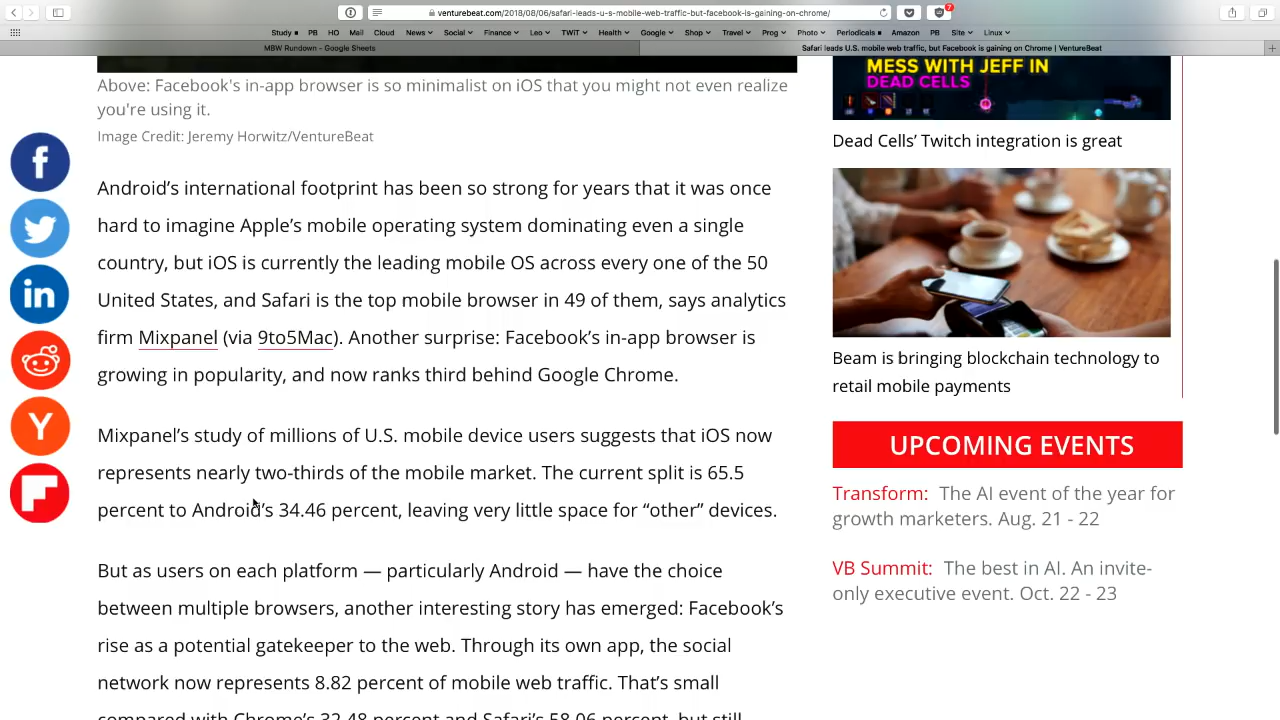 venturebeat.com/2018/08/06/safari-leads-u-s-mobile-web-traffic-but-facebook-is-gaining-on-chrome/
7
Study PB HO Mail Cloud News Social Finance Leo TWiT Health Google Shop Travel Prog Photo Periodicals Amazon PB Site Linux
MBW Rundown - Google Sheets
Safari leads U.S. mobile web traffic, but Facebook is gaining on Chrome | VentureBeat
Above: Facebook's in-app browser is so minimalist on iOS that you might not even realize
you're using it.
Image Credit: Jeremy Horwitz/VentureBeat
Android’s international footprint has been so strong for years that it was once
hard to imagine Apple’s mobile operating system dominating even a single
country, but iOS is currently the leading mobile OS across every one of the 50
United States, and Safari is the top mobile browser in 49 of them, says analytics
firm Mixpanel (via 9to5Mac). Another surprise: Facebook’s in-app browser is
growing in popularity, and now ranks third behind Google Chrome.
Mixpanel’s study of millions of U.S. mobile device users suggests that iOS now
represents nearly two-thirds of the mobile market. The current split is 65.5
percent to Android’s 34.46 percent, leaving very little space for “other” devices.
But as users on each platform — particularly Android — have the choice
between multiple browsers, another interesting story has emerged: Facebook’s
rise as a potential gatekeeper to the web. Through its own app, the social
network now represents 8.82 percent of mobile web traffic. That’s small
compared with Chrome’s 32.48 percent and Safari’s 58.06 percent, but still
f
in
Y
MESS WITH JEFF IN
DEAD CELLS
Dead Cells’ Twitch integration is great
Beam is bringing blockchain technology to
retail mobile payments
UPCOMING EVENTS
Transform: The AI event of the year for
growth marketers. Aug. 21 - 22
VB Summit: The best in AI. An invite-
only executive event. Oct. 22 - 23